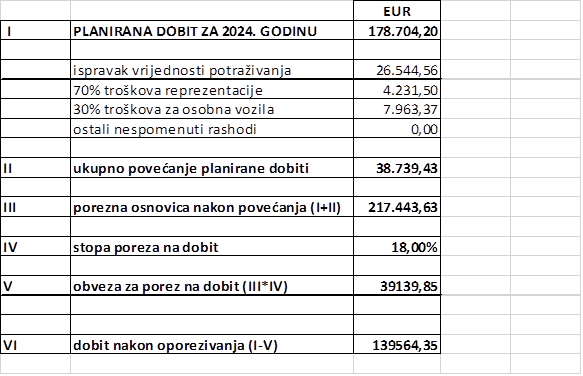 EUR
I PLANIRANA DOBIT ZA 2024. GODINU 178.704,20
ispravak vrijednosti potraživanja 26.544,56
70% troškova reprezentacije 4.231,50
30% troškova za osobna vozila 7.963,37
ostali nespomenuti rashodi 0,00
II ukupno povećanje planirane dobiti 38.739,43
III porezna osnovica nakon povećanja (I+II) 217.443,63
IV stopa poreza na dobit 18,00%
V obveza za porez na dobit (III*IV) 39139,85
VI dobit nakon oporezivanja (I-V) 139564,35